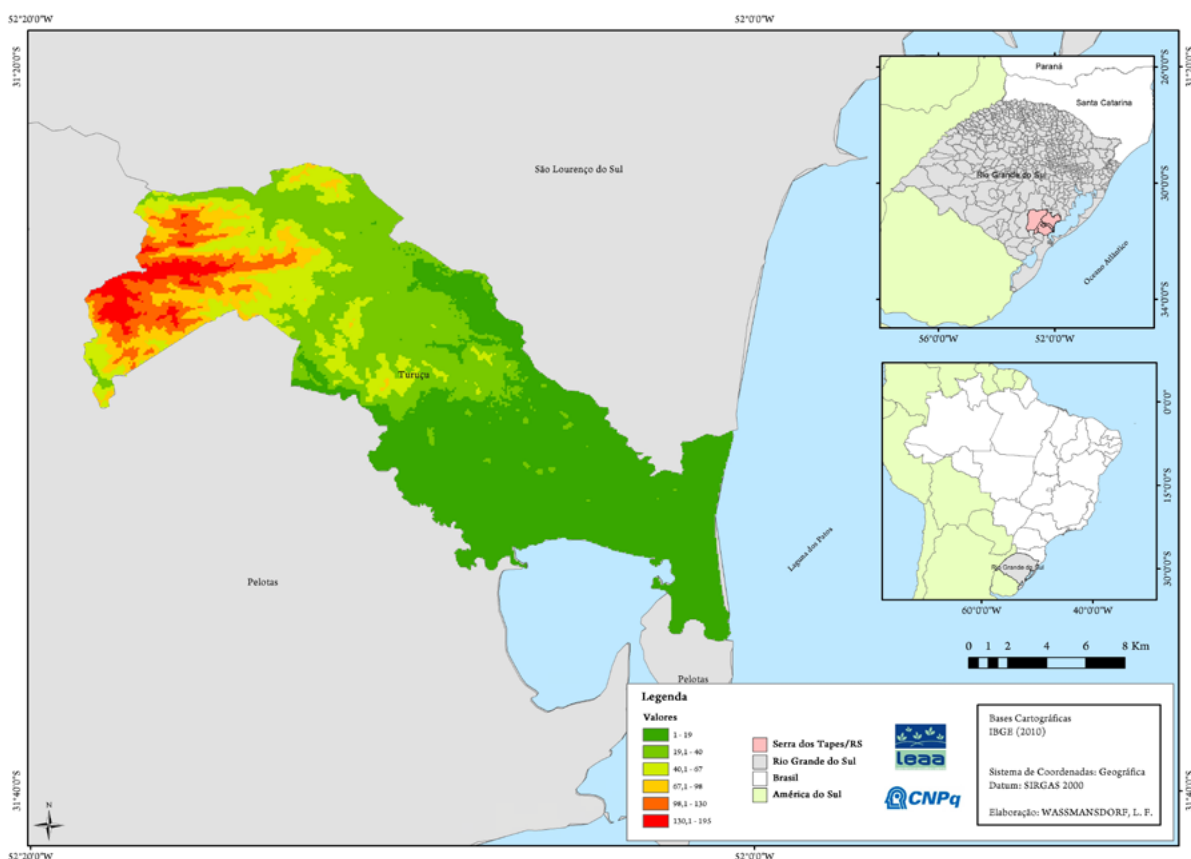 52°20'0"O
52°0'0"O
31°20'0"S
São Lourenço do Sul
Turuçu
Pelotas
Laguna dos Patos
Pelotas
31°40'0"S
N
52°20'0"O
52°0'0"O
Paraná
Santa Catarina
Rio Grande do Sul
Oceano Atlântico
26°0'0"S
30°0'0"S
34°0'0"S
56°0'0"O
52°0'0"O
Rio Grande do Sul
0°0'0"
15°0'0"S
30°0'0"S
60°0'0"O
40°0'0"O
0 1 2 4 6 8 Km
Legenda
Valores
1 - 19
19,1 - 40
40,1 - 67
67,1 - 98
98,1 - 130
130,1 - 195
Serra dos Tapes/RS
Rio Grande do Sul
Brasil
América do Sul
leaa
CNPq
Bases Cartográficas
IBGE (2010)
Sistema de Coordenadas: Geográfica
Datum: SIRGAS 2000
Elaboração: WASSMANSDORF, L. F.